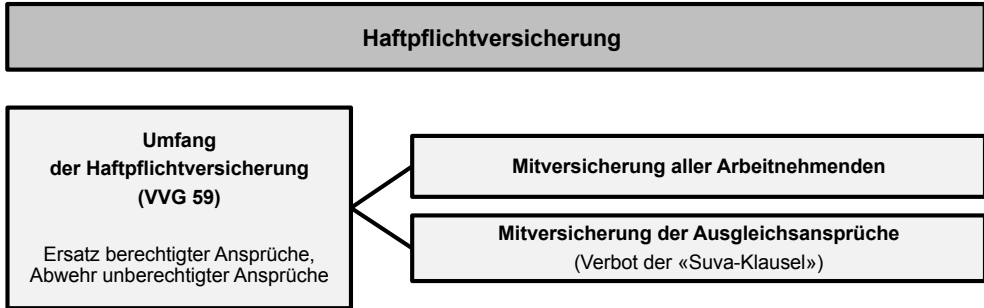 Haftpflichtversicherung
Umfang
der Haftpflichtversicherung
(VVG 59)
Ersatz berechtigter Ansprüche,
Abwehr unberechtigter Ansprüche
Mitversicherung aller Arbeitnehmenden
Mitversicherung der Ausgleichsansprüche
(Verbot der «Suva-Klausel»)